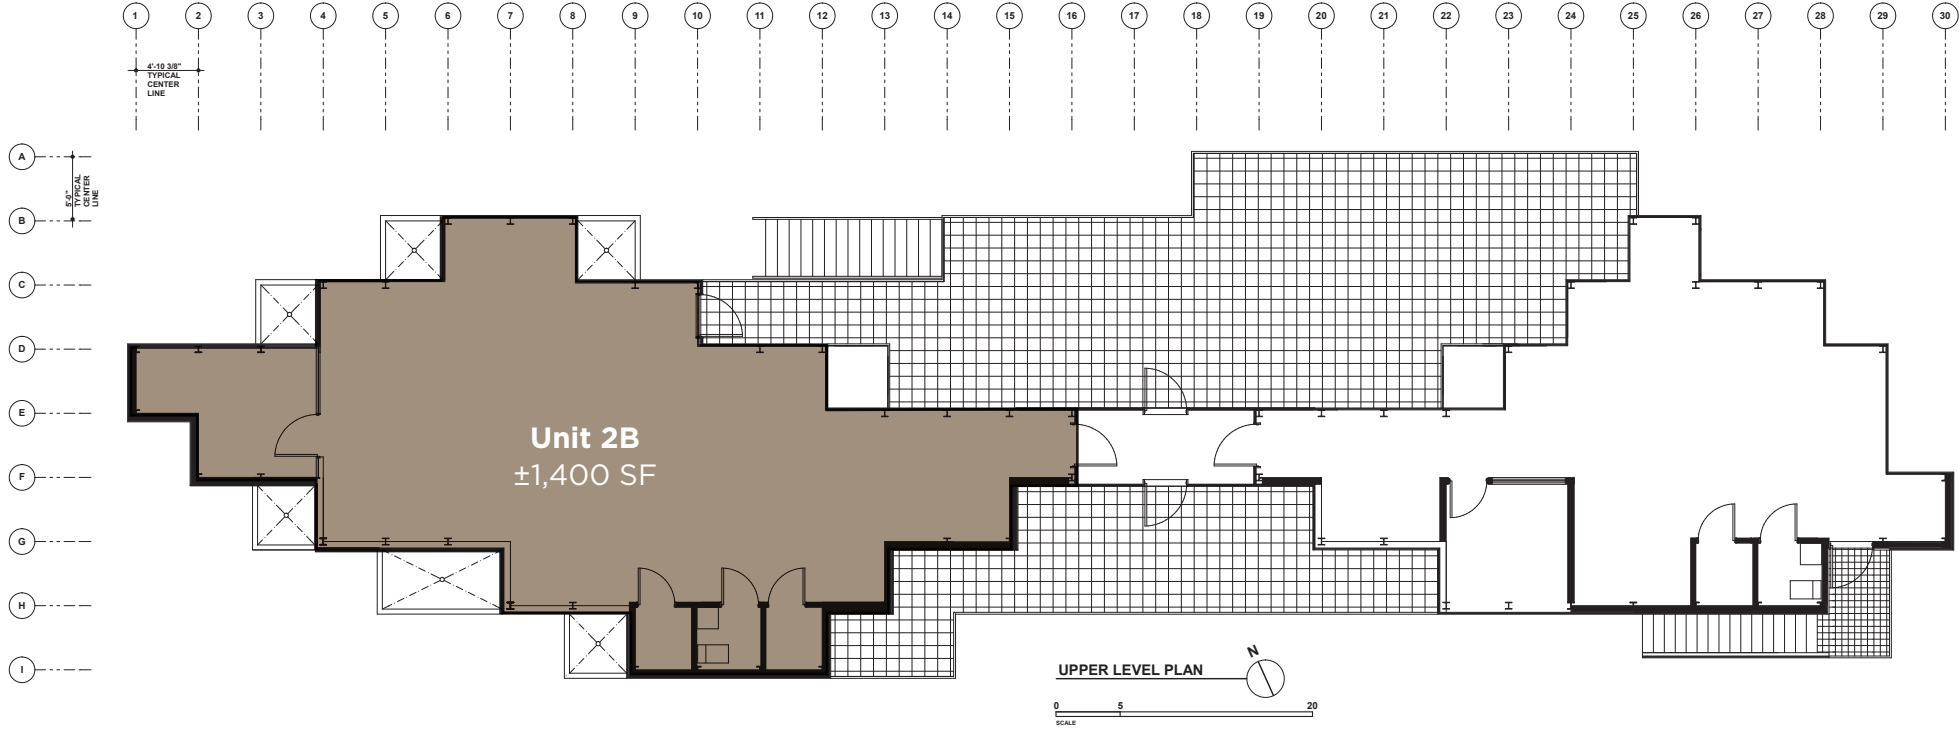 1 2 3 4 5 6 7 8 9 10 11 12 13 14 15 16 17 18 19 20 21 22 23 24 25 26 27 28 29 30
4'-10 3/8"
TYPICAL
CENTER
LINE
A
5'-0"
TYPICAL
CENTER
LINE
B
C
D
E
Unit 2B
±1,400 SF
F
G
H
I
N
UPPER LEVEL PLAN
0 5 20
SCALE